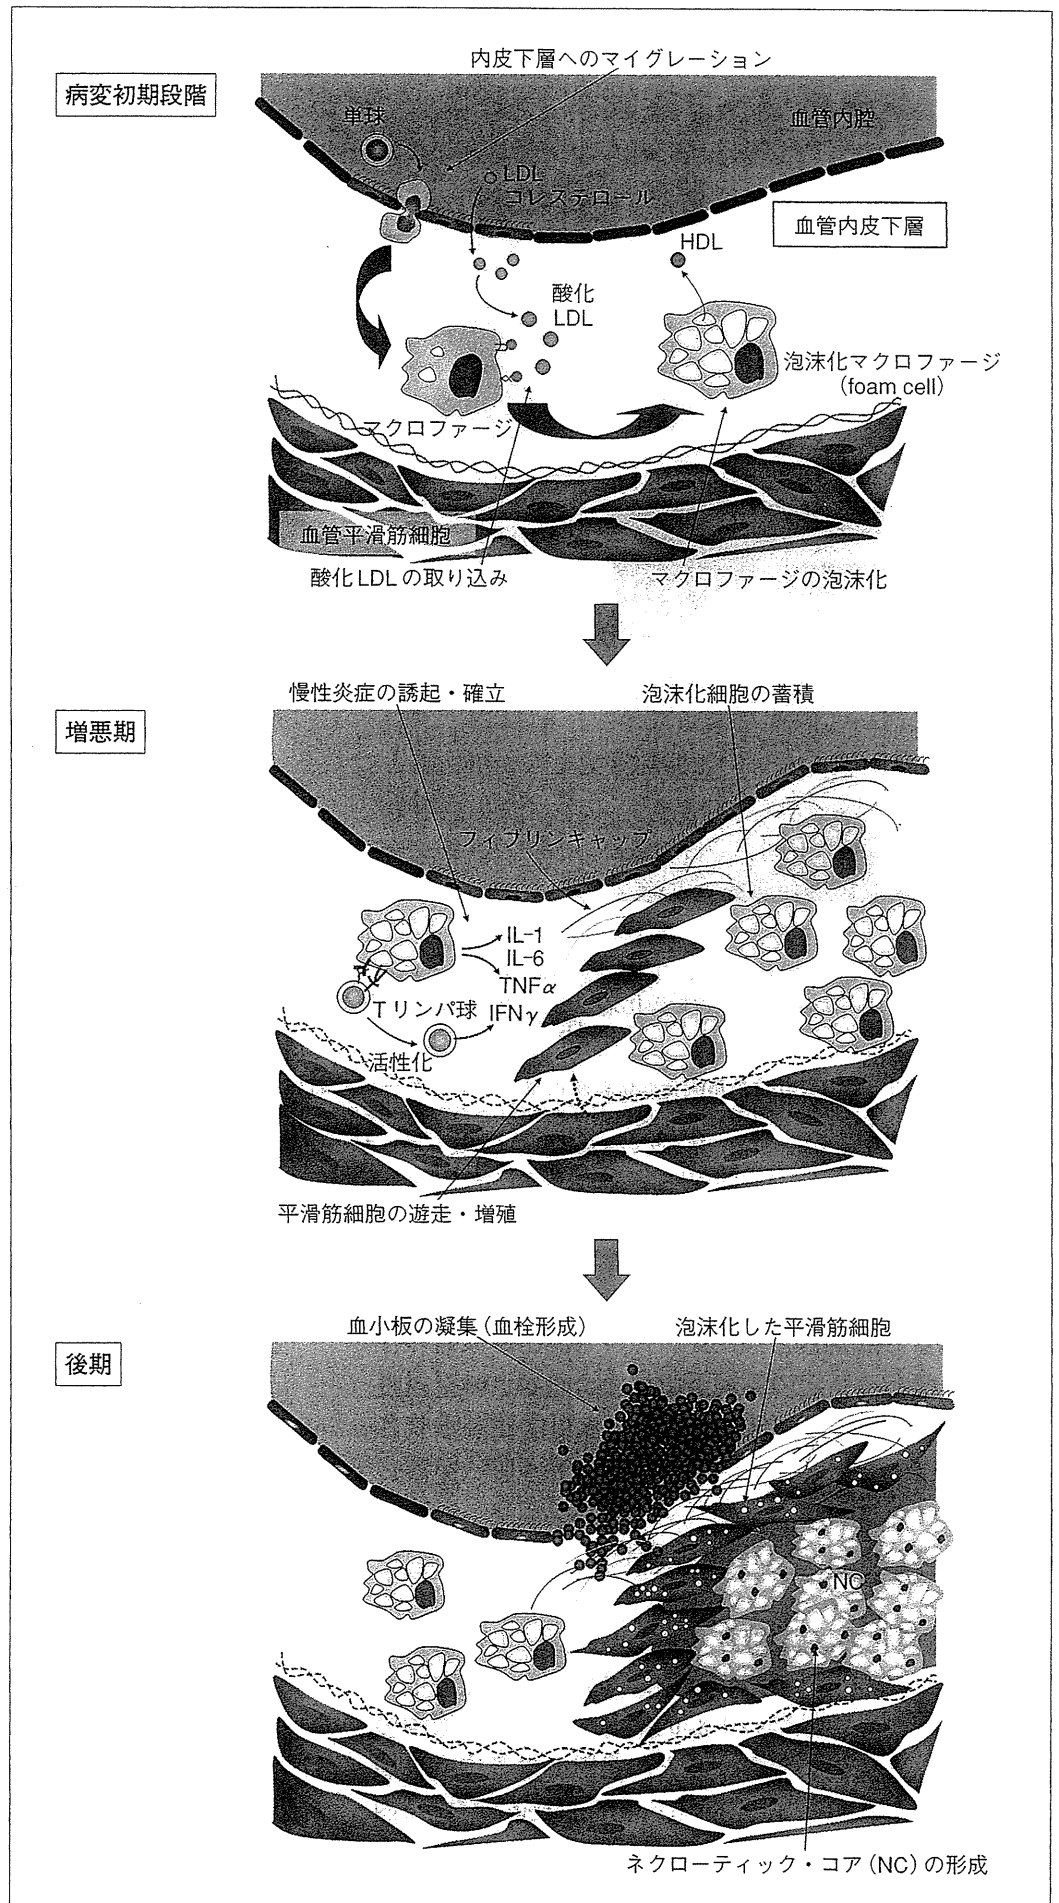 内皮下層へのマイグレーション
病変初期段階
単球
血管内腔
LDL
コレステロール
血管内皮下層
HDL
酸化
LDL
泡沫化マクロファージ
(foam cell)
マクロファージ
血管平滑筋細胞
酸化LDLの取り込み
マクロファージの泡沫化
慢性炎症の誘起・確立
泡沫化細胞の蓄積
増悪期
フィブリンキャップ
IL-1
IL-6
TNFα
Tリンパ球
IFNγ
活性化
平滑筋細胞の遊走・増殖
血小板の凝集(血栓形成)
泡沫化した平滑筋細胞
後期
NC
ネクローティック・コア(NC)の形成